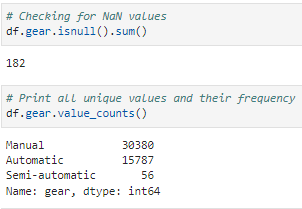 # Checking for NaN values
df.gear.isnull().sum()
182
# Print all unique values and their frequency
df.gear.value_counts()
Manual 30380
Automatic 15787
Semi-automatic 56
Name: gear, dtype: int64